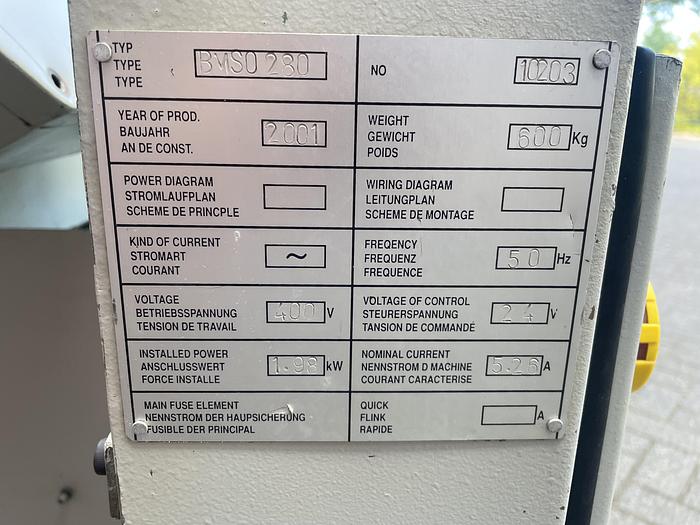 TYP
TYPE
TYPE
BMSO 280
NO
10203
YEAR OF PROD.
BAUJAHR
AN DE CONST.
2001
WEIGHT
GEWICHT
POIDS
600 Kg
POWER DIAGRAM
STROMLAUFPLAN
SCHEME DE PRINCPLE
WIRING DIAGRAM
LEITUNGPLAN
SCHEME DE MONTAGE
KIND OF CURRENT
STROMART
COURANT
~
FREQENCY
FREQUENZ
FREQUENCE
50 Hz
VOLTAGE
BETRIEBSSPANNUNG
TENSION DE TRAVAIL
400 V
VOLTAGE OF CONTROL
STEUERSPANNUNG
TANSION DE COMMANDÉ
24 V
INSTALLED POWER
ANSCHLUSSWERT
FORCE INSTALLE
1.98 kW
NOMINAL CURRENT
NENNSTROM D MACHINE
COURANT CARACTERISE
5.26 A
MAIN FUSE ELEMENT
NENNSTROM DER HAUPSICHERUNG
FUSIBLE DER PRINCIPAL
QUICK
FLINK
RAPIDE
A